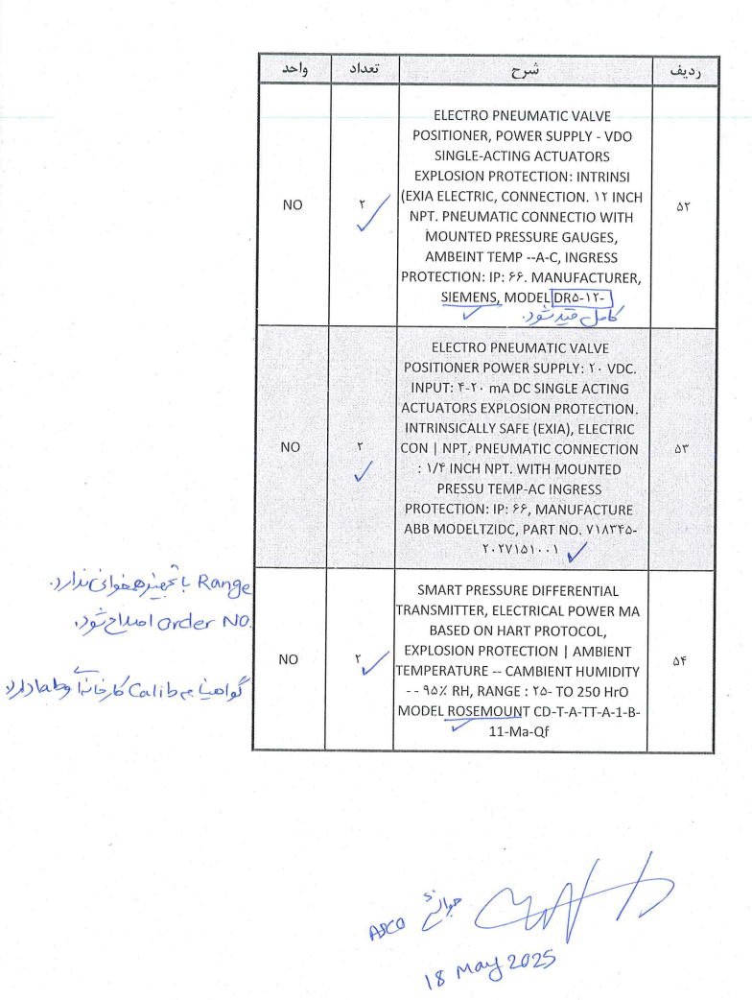 ردیف شرح تعداد واحد
۵۲ ELECTRO PNEUMATIC VALVE
POSITIONER, POWER SUPPLY - VDO
SINGLE-ACTING ACTUATORS
EXPLOSION PROTECTION: INTRINSI
(EXIA ELECTRIC, CONNECTION. ۱۲ INCH
NPT. PNEUMATIC CONNECTIO WITH
MOUNTED PRESSURE GAUGES,
AMBEINT TEMP --A-C, INGRESS
PROTECTION: IP: ۶۶. MANUFACTURER,
SIEMENS, MODEL DR۵-۱۲-
کامل قید شود.
۲ NO
۵۳ ELECTRO PNEUMATIC VALVE
POSITIONER POWER SUPPLY: ۲۰ VDC.
INPUT: ۴-۲۰ mA DC SINGLE ACTING
ACTUATORS EXPLOSION PROTECTION.
INTRINSICALLY SAFE (EXIA), ELECTRIC
CON | NPT, PNEUMATIC CONNECTION
: ۱/۴ INCH NPT. WITH MOUNTED
PRESSU TEMP-AC INGRESS
PROTECTION: IP: ۶۶, MANUFACTURE
ABB MODELTZIDC, PART NO. ۷۱۸۳۴۵-
۲۰۲۷۱۵۱۰۰۱
۲ NO
۵۴ SMART PRESSURE DIFFERENTIAL
TRANSMITTER, ELECTRICAL POWER MA
BASED ON HART PROTOCOL,
EXPLOSION PROTECTION | AMBIENT
TEMPERATURE -- CAMBIENT HUMIDITY
- - ۹۵٪ RH, RANGE : ۲۵- TO 250 HrO
MODEL ROSEMOUNT CD-T-A-TT-A-1-B-
11-Ma-Qf
۲ NO
Range با تجهیز همخوانی ندارد.
Order NO. اصلاح شود.
گواهینامه Calib کارخانه‌ای
18 May 2025